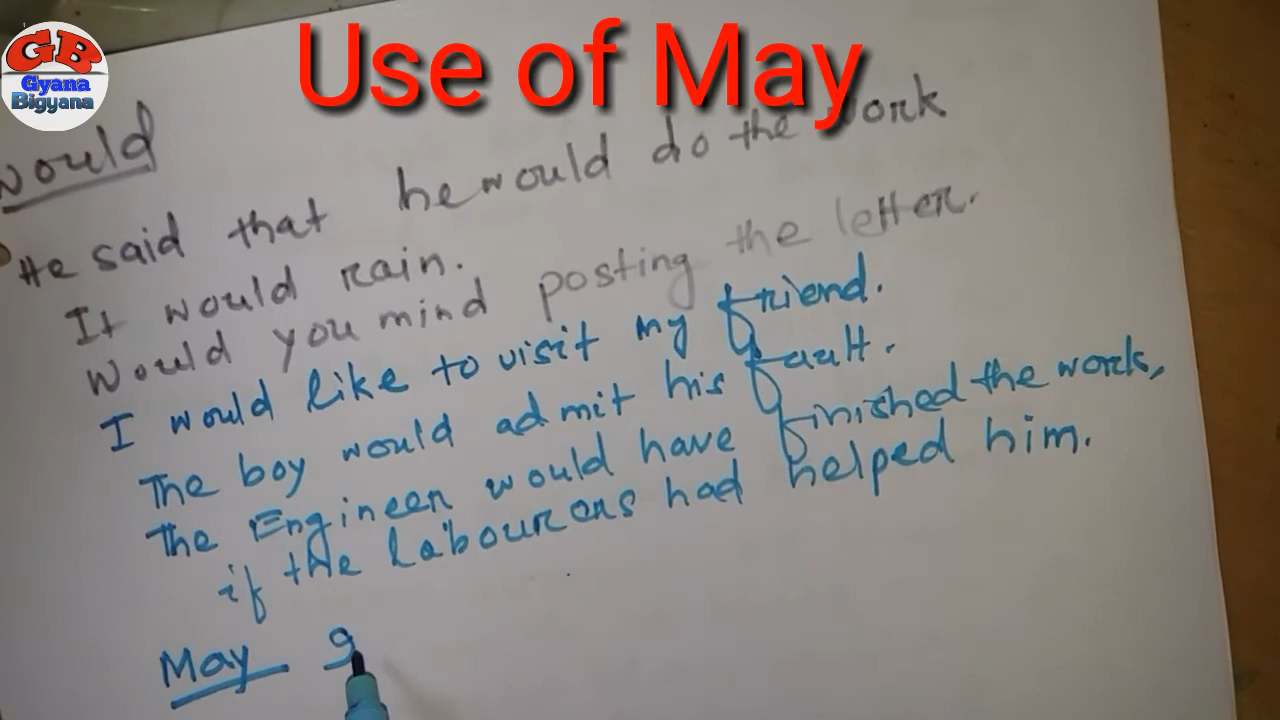 GB
Gyana
Bigyana
Use of May
would
He said that he would do the work
It would rain.
Would you mind posting the letter.
I would like to visit my friend.
The boy would admit his fault.
The Engineer would have finished the work,
if the labourers had helped him.
May